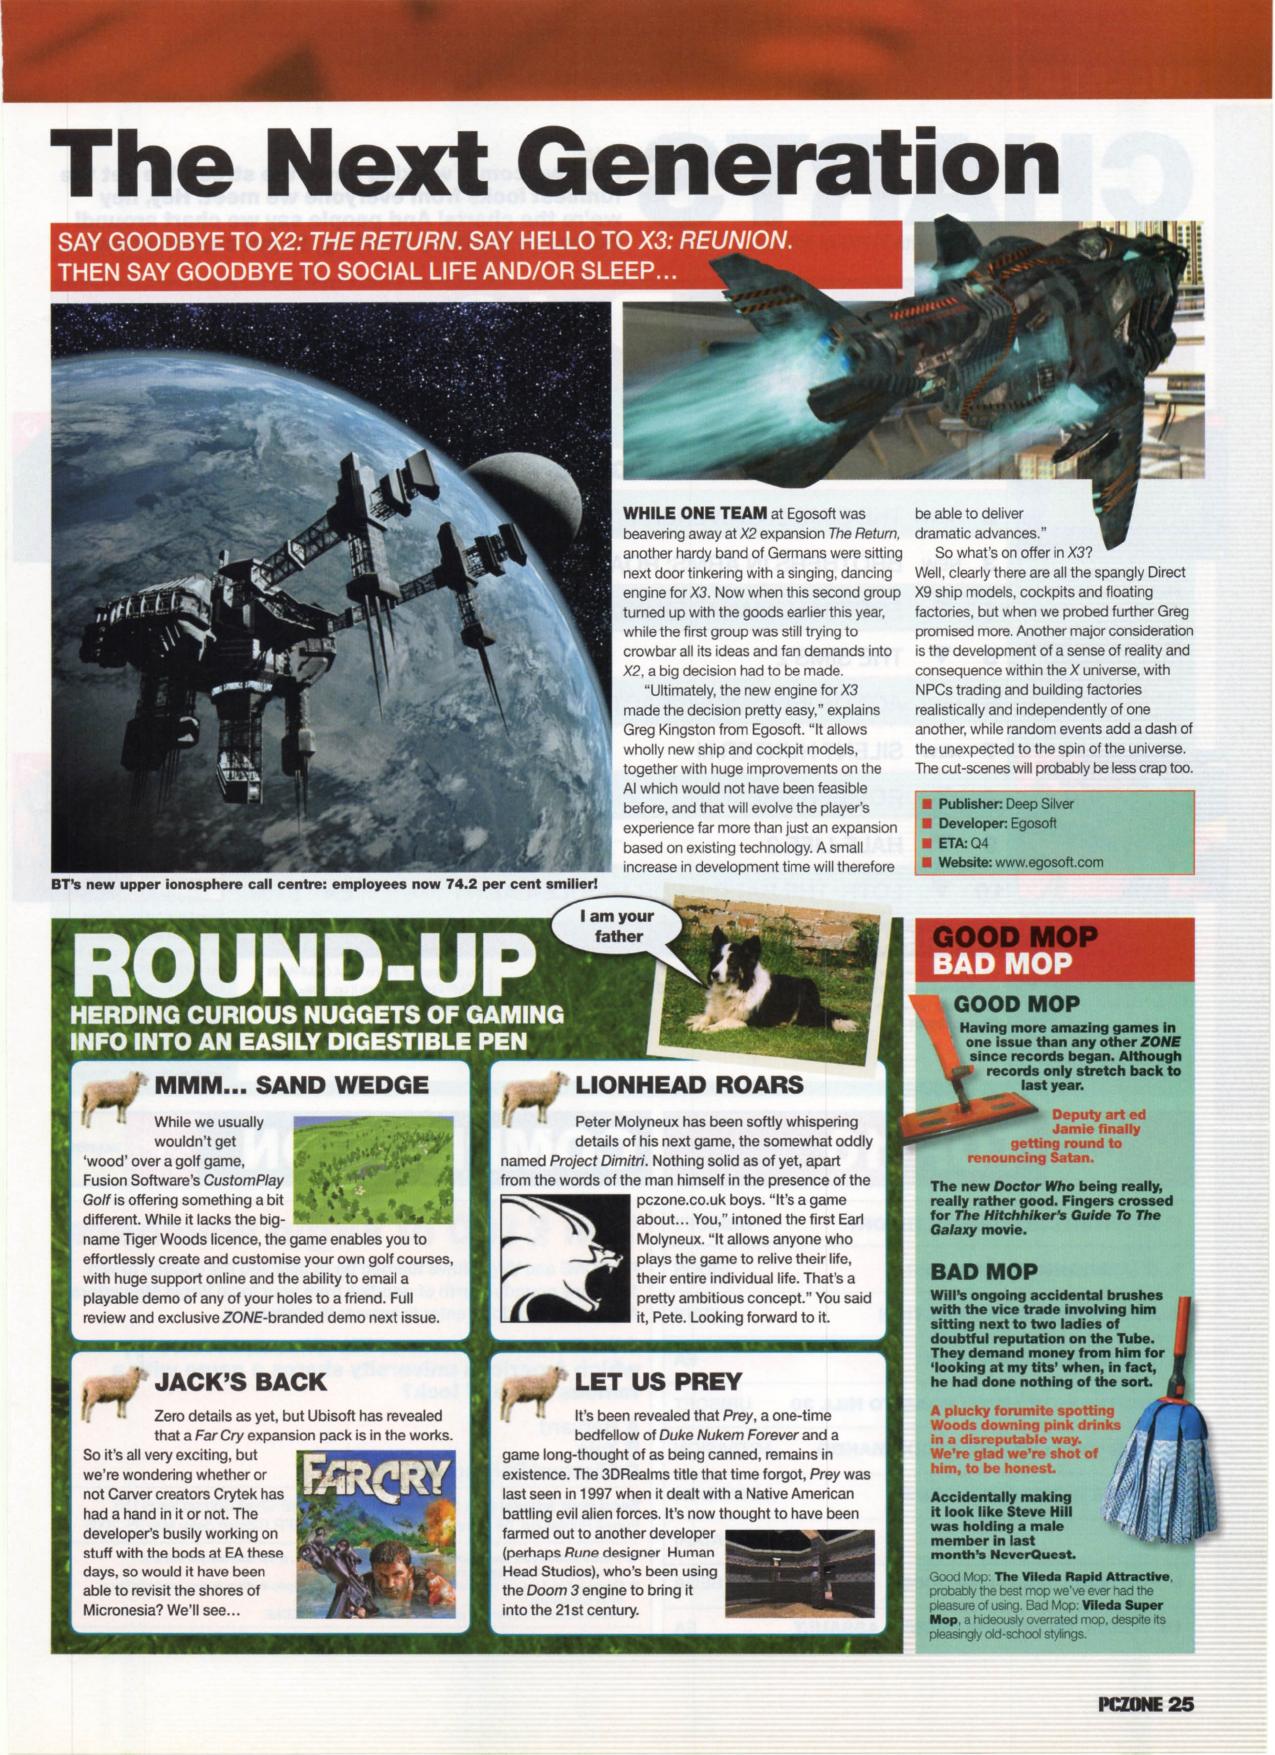 The Next Generation
SAY GOODBYE TO X2: THE RETURN. SAY HELLO TO X3: REUNION.
THEN SAY GOODBYE TO SOCIAL LIFE AND/OR SLEEP...
BT's new upper ionosphere call centre: employees now 74.2 per cent smilier!
WHILE ONE TEAM at Egosoft was
beavering away at X2 expansion The Return,
another hardy band of Germans were sitting
next door tinkering with a singing, dancing
engine for X3. Now when this second group
turned up with the goods earlier this year,
while the first group was still trying to
crowbar all its ideas and fan demands into
X2, a big decision had to be made.
"Ultimately, the new engine for X3
made the decision pretty easy," explains
Greg Kingston from Egosoft. "It allows
wholly new ship and cockpit models,
together with huge improvements on the
AI which would not have been feasible
before, and that will evolve the player's
experience far more than just an expansion
based on existing technology. A small
increase in development time will therefore
be able to deliver
dramatic advances."
So what's on offer in X3?
Well, clearly there are all the spangly Direct
X9 ship models, cockpits and floating
factories, but when we probed further Greg
promised more. Another major consideration
is the development of a sense of reality and
consequence within the X universe, with
NPCs trading and building factories
realistically and independently of one
another, while random events add a dash of
the unexpected to the spin of the universe.
The cut-scenes will probably be less crap too.
Publisher: Deep Silver
Developer: Egosoft
ETA: Q4
Website: www.egosoft.com
ROUND-UP
HERDING CURIOUS NUGGETS OF GAMING
INFO INTO AN EASILY DIGESTIBLE PEN
I am your
father
MMM... SAND WEDGE
While we usually
wouldn't get
'wood' over a golf game,
Fusion Software's CustomPlay
Golf is offering something a bit
different. While it lacks the big-
name Tiger Woods licence, the game enables you to
effortlessly create and customise your own golf courses,
with huge support online and the ability to email a
playable demo of any of your holes to a friend. Full
review and exclusive ZONE-branded demo next issue.
LIONHEAD ROARS
Peter Molyneux has been softly whispering
details of his next game, the somewhat oddly
named Project Dimitri. Nothing solid as of yet, apart
from the words of the man himself in the presence of the
pczone.co.uk boys. "It's a game
about... You," intoned the first Earl
Molyneux. "It allows anyone who
plays the game to relive their life,
their entire individual life. That's a
pretty ambitious concept." You said
it, Pete. Looking forward to it.
JACK'S BACK
Zero details as yet, but Ubisoft has revealed
that a Far Cry expansion pack is in the works.
So it's all very exciting, but
we're wondering whether or
not Carver creators Crytek has
had a hand in it or not. The
developer's busily working on
stuff with the bods at EA these
days, so would it have been
able to revisit the shores of
Micronesia? We'll see...
FARCRY
LET US PREY
It's been revealed that Prey, a one-time
bedfellow of Duke Nukem Forever and a
game long-thought of as being canned, remains in
existence. The 3DRealms title that time forgot, Prey was
last seen in 1997 when it dealt with a Native American
battling evil alien forces. It's now thought to have been
farmed out to another developer
(perhaps Rune designer Human
Head Studios), who's been using
the Doom 3 engine to bring it
into the 21st century.
GOOD MOP
BAD MOP
GOOD MOP
Having more amazing games in
one issue than any other ZONE
since records began. Although
records only stretch back to
last year.
Deputy art ed
Jamie finally
getting round to
renouncing Satan.
The new Doctor Who being really,
really rather good. Fingers crossed
for The Hitchhiker's Guide To The
Galaxy movie.
BAD MOP
Will's ongoing accidental brushes
with the vice trade involving him
sitting next to two ladies of
doubtful reputation on the Tube.
They demand money from him for
'looking at my tits' when, in fact,
he had done nothing of the sort.
A plucky forumite spotting
Woods downing pink drinks
in a disreputable way.
We're glad we're shot of
him, to be honest.
Accidentally making
it look like Steve Hill
was holding a male
member in last
month's NeverQuest.
Good Mop: The Vileda Rapid Attractive,
probably the best mop we've ever had the
pleasure of using. Bad Mop: Vileda Super
Mop, a hideously overrated mop, despite its
pleasingly old-school stylings.
PCZONE 25